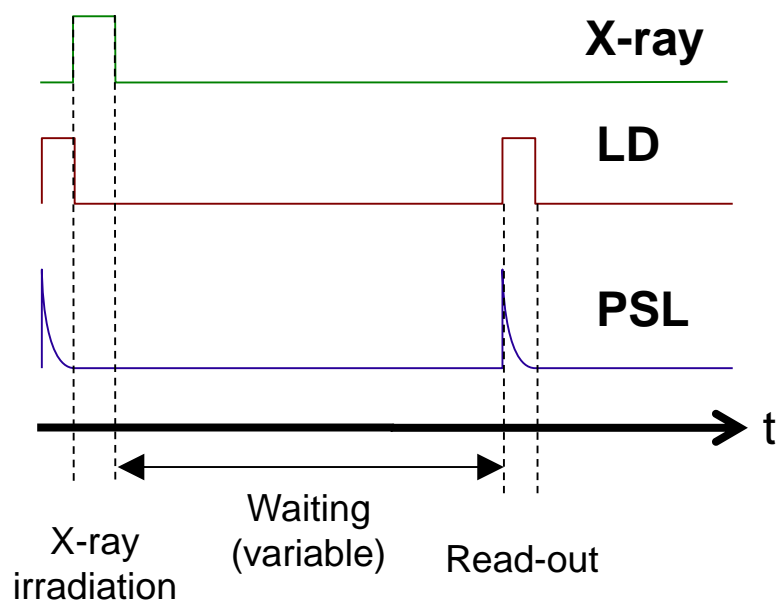 X-ray
LD
PSL
t
Waiting
(variable)
X-ray
irradiation
Read-out